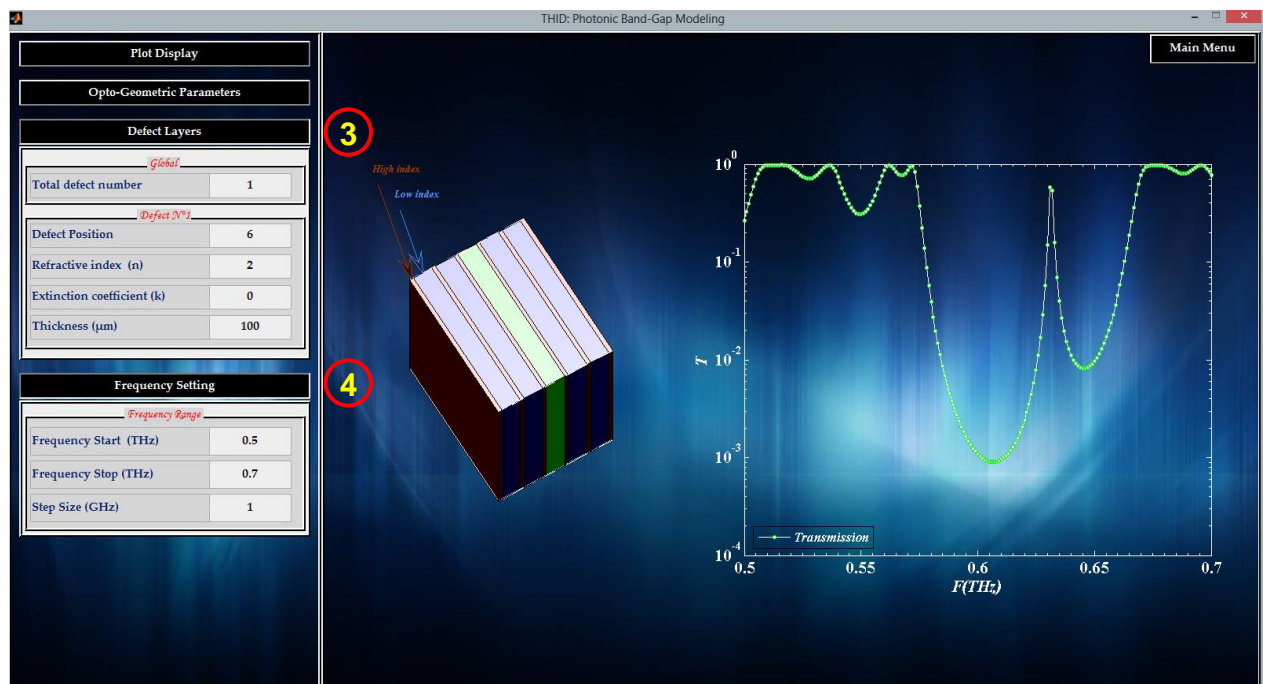 THID: Photonic Band-Gap Modeling
Plot Display
Opto-Geometric Parameters
Defect Layers
Global
Total defect number 1
Defect N°1
Defect Position 6
Refractive index (n) 2
Extinction coefficient (k) 0
Thickness (µm) 100
Frequency Setting
Frequency Range
Frequency Start (THz) 0.5
Frequency Stop (THz) 0.7
Step Size (GHz) 1
3
4
Main Menu
High index
Low index
10^0
10^-1
10^-2
10^-3
10^-4
T
Transmission
0.5 0.55 0.6 0.65 0.7
F(THz)